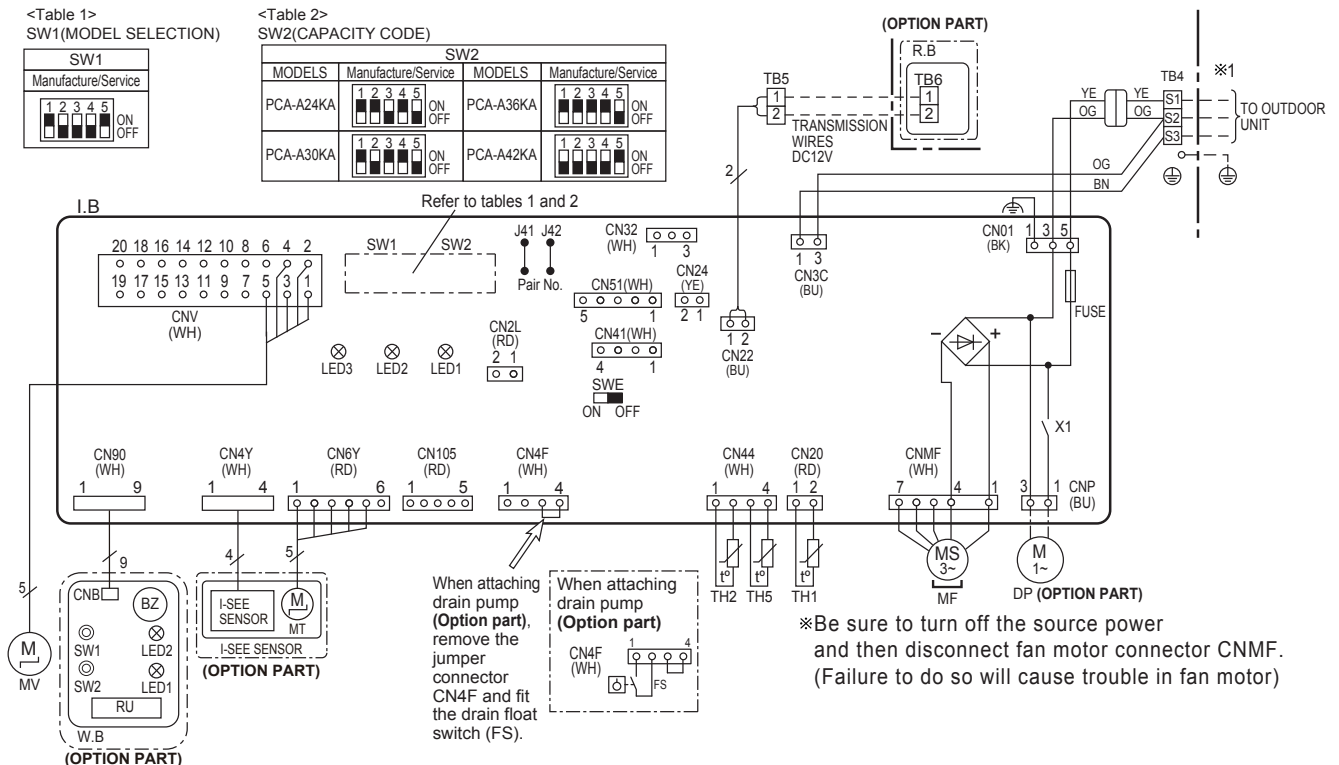 <Table 1>
SW1(MODEL SELECTION)
SW1
Manufacture/Service
1 2 3 4 5
ON
OFF
<Table 2>
SW2(CAPACITY CODE)
SW2
MODELS Manufacture/Service MODELS Manufacture/Service
PCA-A24KA 1 2 3 4 5 ON OFF PCA-A36KA 1 2 3 4 5 ON OFF
PCA-A30KA 1 2 3 4 5 ON OFF PCA-A42KA 1 2 3 4 5 ON OFF
(OPTION PART)
R.B
TB6
1
2
TB5
1
2
TRANSMISSION
WIRES
DC12V
2
TB4
※1
YE YE S1
OG OG S2
S3
TO OUTDOOR
UNIT
OG
BN
I.B
Refer to tables 1 and 2
20 18 16 14 12 10 8 6 4 2
19 17 15 13 11 9 7 5 3 1
CNV
(WH)
SW1 SW2
J41 J42
Pair No.
CN32
(WH)
1 3
CN51(WH)
5 1
CN24
(YE)
2 1
CN41(WH)
4 1
SWE
ON OFF
CN2L
(RD)
2 1
LED3 LED2 LED1
1 2
CN22
(BU)
1 3
CN3C
(BU)
CN01
(BK)
1 3 5
FUSE
- +
X1
CN90
(WH)
1 9
CN4Y
(WH)
1 4
CN6Y
(RD)
1 6
CN105
(RD)
1 5
CN4F
(WH)
1 4
CN44
(WH)
1 4
CN20
(RD)
1 2
CNMF
(WH)
7 4 1
3 1
CNP
(BU)
5
M
MV
9
CNB
BZ
SW1
LED2
SW2
LED1
RU
W.B
(OPTION PART)
4
5
I-SEE
SENSOR
M
MT
I-SEE SENSOR
(OPTION PART)
When attaching
drain pump
(Option part),
remove the
jumper
connector
CN4F and fit
the drain float
switch (FS).
When attaching
drain pump
(Option part)
CN4F
(WH)
1 4
FS
t° t° t°
TH2 TH5 TH1
MS
3~
MF
M
1~
DP (OPTION PART)
※Be sure to turn off the source power
and then disconnect fan motor connector CNMF.
(Failure to do so will cause trouble in fan motor)